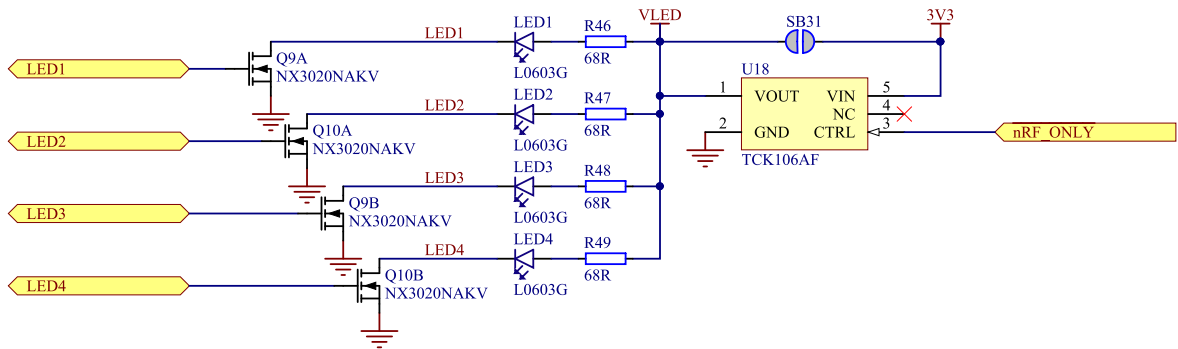 VLED
SB31
3V3
LED1
LED1
R46
68R
L0603G
LED1
Q9A
NX3020NAKV
U18
1
VOUT
VIN
5
NC
4
2
GND
CTRL
3
TCK106AF
nRF_ONLY
LED2
LED2
R47
68R
L0603G
LED2
Q10A
NX3020NAKV
LED3
LED3
R48
68R
L0603G
LED3
Q9B
NX3020NAKV
LED4
LED4
R49
68R
L0603G
LED4
Q10B
NX3020NAKV